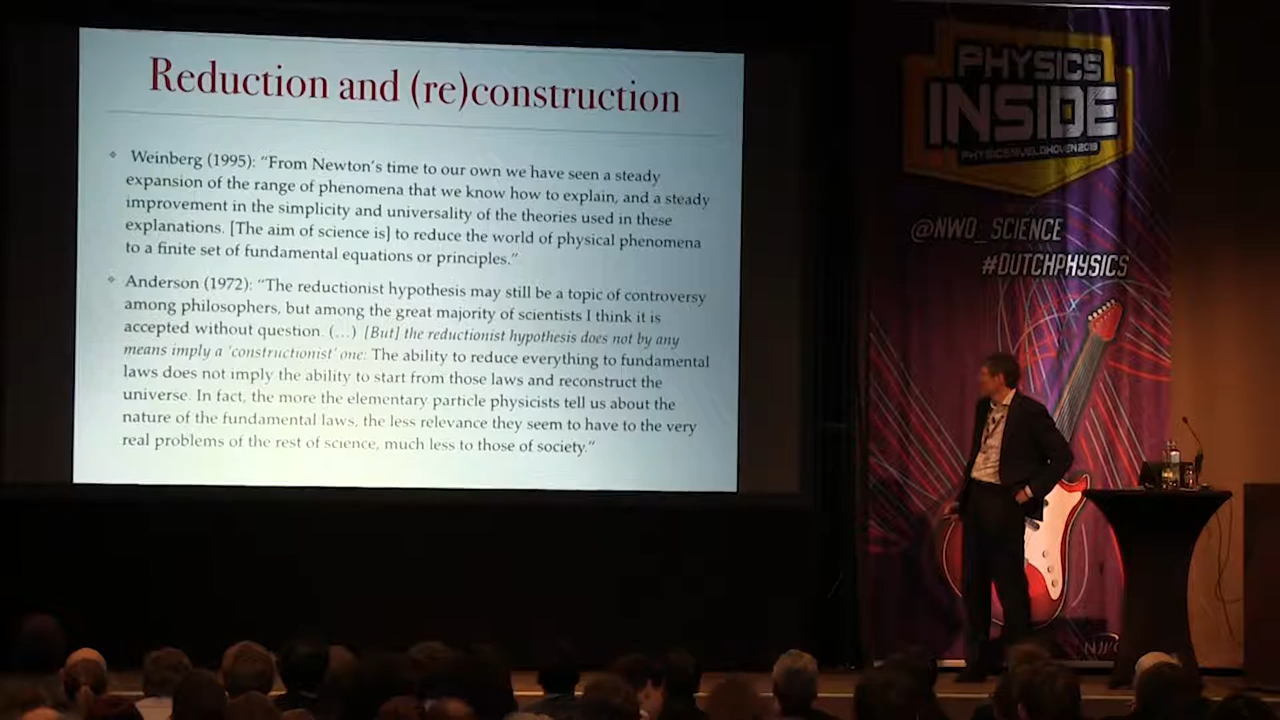 Reduction and (re)construction
Weinberg (1995): “From Newton’s time to our own we have seen a steady
expansion of the range of phenomena that we know how to explain, and a steady
improvement in the simplicity and universality of the theories used in these
explanations. [The aim of science is] to reduce the world of physical phenomena
to a finite set of fundamental equations or principles.”
Anderson (1972): “The reductionist hypothesis may still be a topic of controversy
among philosophers, but among the great majority of scientists I think it is
accepted without question. (…) [But] the reductionist hypothesis does not by any
means imply a ‘constructionist’ one: The ability to reduce everything to fundamental
laws does not imply the ability to start from those laws and reconstruct the
universe. In fact, the more the elementary particle physicists tell us about the
nature of the fundamental laws, the less relevance they seem to have to the very
real problems of the rest of science, much less to those of society.“
PHYSICS
INSIDE
PHYSICS@VELDHOVEN 2019
@NWO_SCIENCE
#DUTCHPHYSICS
NWO